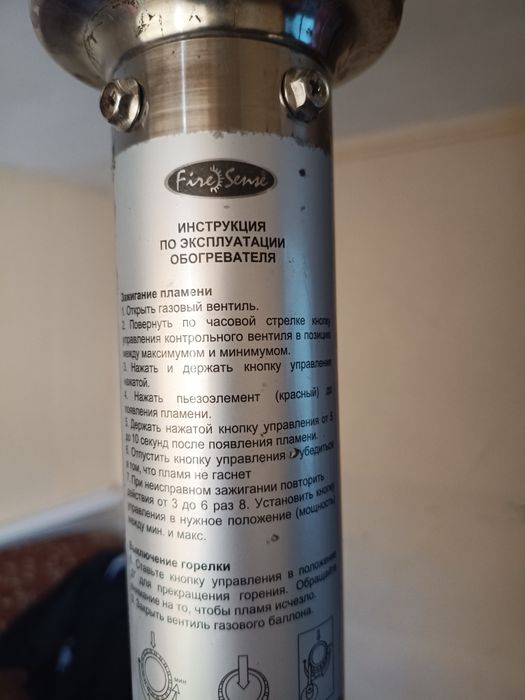 Fire Sense
ИНСТРУКЦИЯ
ПО ЭКСПЛУАТАЦИИ
ОБОГРЕВАТЕЛЯ
Зажигание пламени
1. Открыть газовый вентиль.
2. Повернуть по часовой стрелке кнопку
управления контрольного вентиля в позицию
между максимумом и минимумом.
3. Нажать и держать кнопку управления
нажатой.
4. Нажать пьезоэлемент (красный) до
появления пламени.
5. Держать нажатой кнопку управления от 5
до 10 секунд после появления пламени.
6. Отпустить кнопку управления и убедиться
в том, что пламя не гаснет
7. При неисправном зажигании повторить
действия от 3 до 6 раз 8. Установить кнопку
управления в нужное положение (мощность
между мин. и макс.
Выключение горелки
Ставьте кнопку управления в положение
для прекращения горения. Обращайте
внимание на то, чтобы пламя исчезло.
Закрыть вентиль газового баллона.
МИН